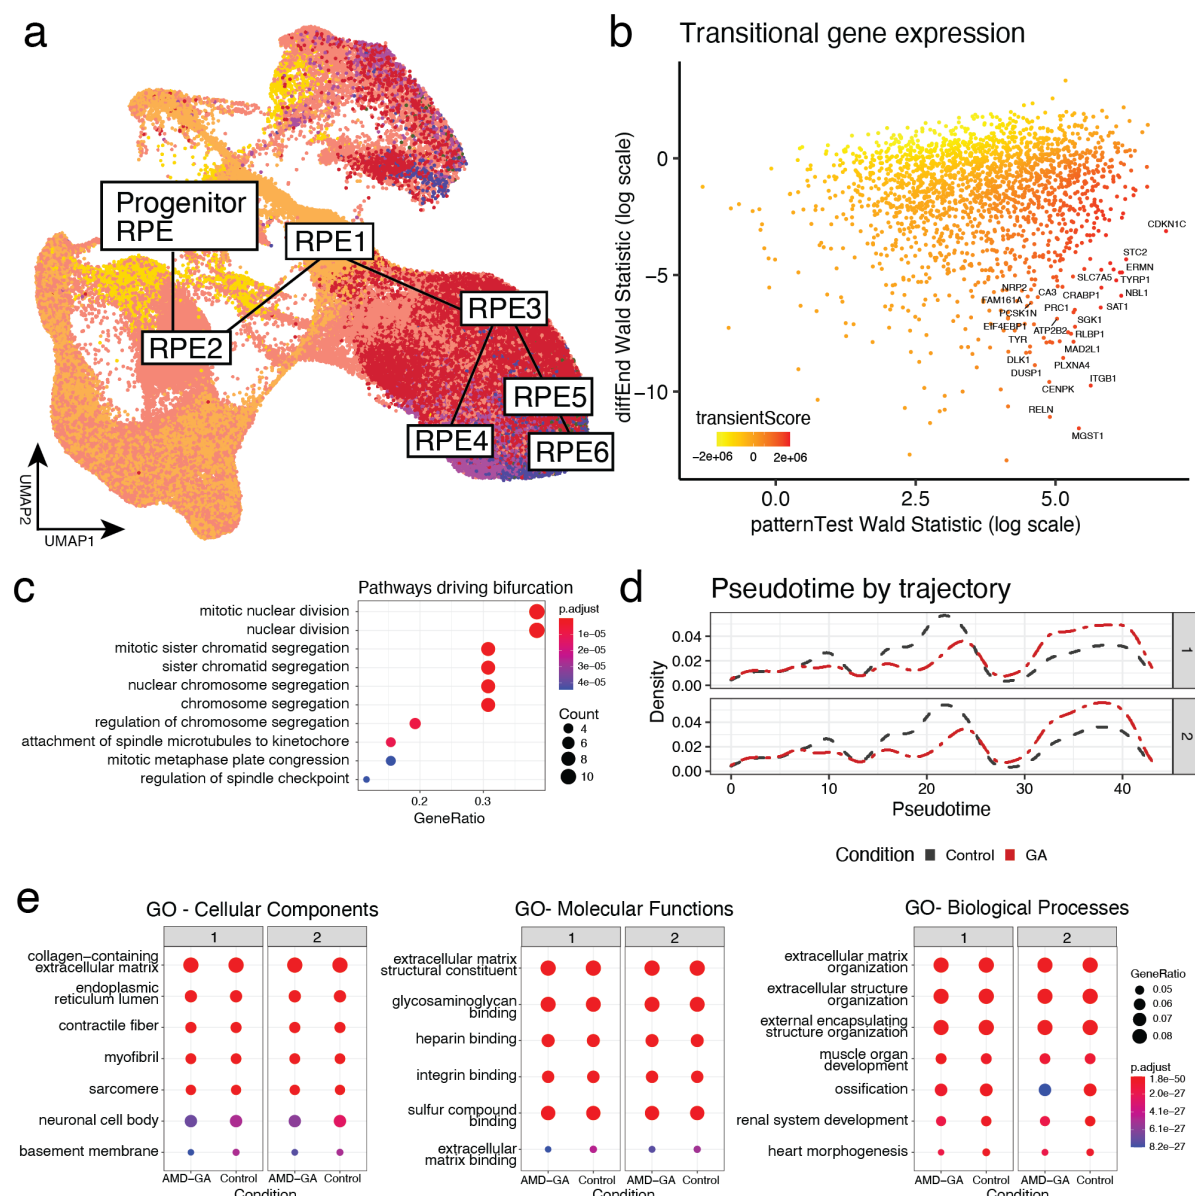 a
Progenitor
RPE
RPE1
RPE2
RPE3
RPE5
RPE4
RPE6
UMAP2
UMAP1
b
Transitional gene expression
diffEnd Wald Statistic (log scale)
0
−5
−10
CDKN1C
STC2
ERMN
SLC7A5
TYRP1
NRP2
CA3
CRABP1
NBL1
FAM161A
PCSK1N
PRC1
SAT1
SGK1
EIF4EBP1
ATP2B2
RLBP1
TYR
MAD2L1
DLK1
PLXNA4
DUSP1
ITGB1
CENPK
RELN
MGST1
transientScore
−2e+06 0 2e+06
0.0 2.5 5.0
patternTest Wald Statistic (log scale)
c
Pathways driving bifurcation
mitotic nuclear division
nuclear division
mitotic sister chromatid segregation
sister chromatid segregation
nuclear chromosome segregation
chromosome segregation
regulation of chromosome segregation
attachment of spindle microtubules to kinetochore
mitotic metaphase plate congression
regulation of spindle checkpoint
0.2 0.3
GeneRatio
p.adjust
1e−05
2e−05
3e−05
4e−05
Count
4
6
8
10
d
Pseudotime by trajectory
Density
0.04
0.02
0.00
1
0.04
0.02
0.00
2
0 10 20 30 40
Pseudotime
Condition Control GA
e
GO - Cellular Components
1 2
collagen−containing
extracellular matrix
endoplasmic
reticulum lumen
contractile fiber
myofibril
sarcomere
neuronal cell body
basement membrane
AMD−GA Control AMD−GA Control
Condition
GO- Molecular Functions
1 2
extracellular matrix
structural constituent
glycosaminoglycan
binding
heparin binding
integrin binding
sulfur compound
binding
extracellular
matrix binding
AMD−GA Control AMD−GA Control
Condition
GO- Biological Processes
1 2
extracellular matrix
organization
extracellular structure
organization
external encapsulating
structure organization
muscle organ
development
ossification
renal system development
heart morphogenesis
AMD−GA Control AMD−GA Control
Condition
GeneRatio
0.05
0.06
0.07
0.08
p.adjust
1.8e−50
2.0e−27
4.1e−27
6.1e−27
8.2e−27